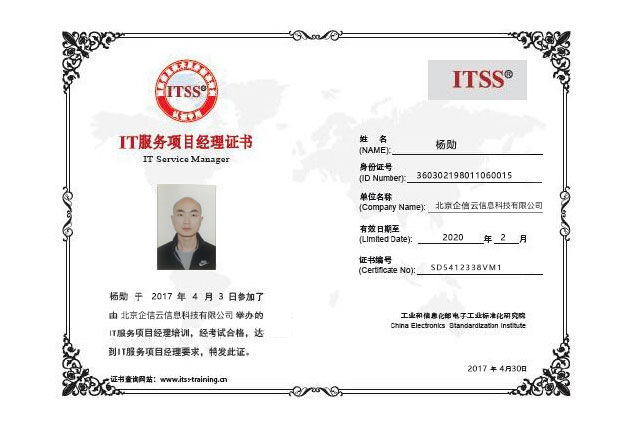 ITSS®
IT服务项目经理证书
IT Service Manager
杨勋 于 2017 年 4 月 3 日参加了
由 北京企信云信息科技有限公司 举办的
IT服务项目经理培训，经考试合格，达
到IT服务项目经理要求，特发此证。
证书查询网站：www.itss-training.cn
ITSS®
姓 名
(NAME): 杨勋
身份证号
(ID Number): 360302198011060015
单位名称
(Company Name): 北京企信云信息科技有限公司
有效日期至
(Limited Date): 2020 年 2 月
证书编号
(Certificate No): SD5412338VM1
工业和信息化部电子工业标准化研究院
China Electronics Standardization Institute
2017 年 4月30日